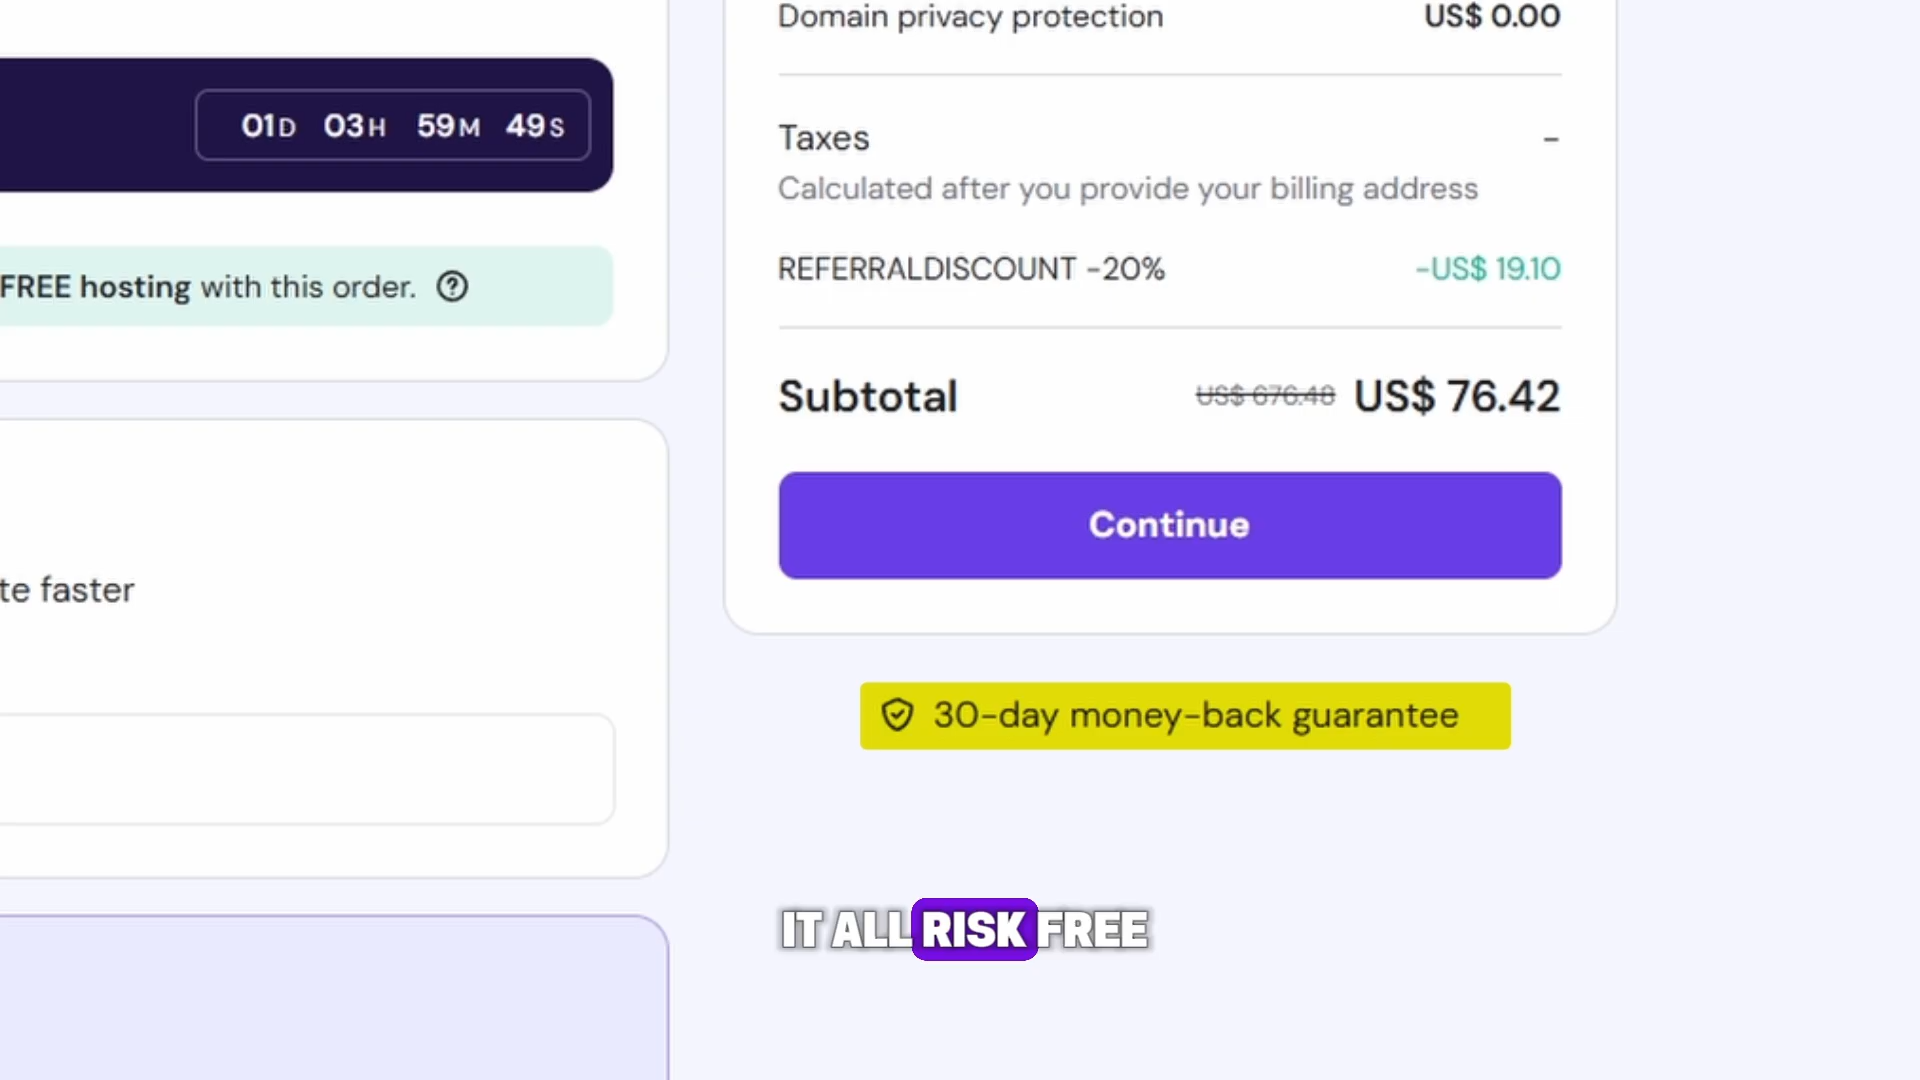 Domain privacy protection US$ 0.00
01D 03H 59M 49S
Taxes -
Calculated after you provide your billing address
REFERRALDISCOUNT -20% -US$ 19.10
FREE hosting with this order.
Subtotal US$ 676.48 US$ 76.42
Continue
te faster
30-day money-back guarantee
IT ALL RISK FREE